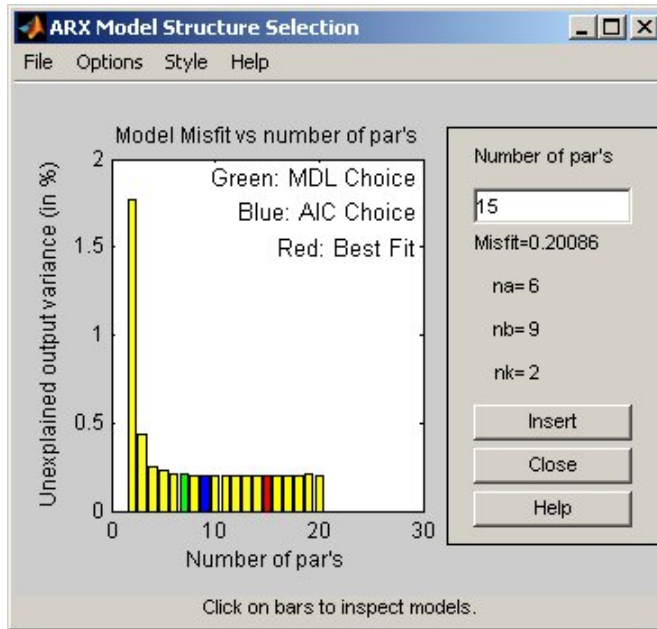 ARX Model Structure Selection
File Options Style Help
Model Misfit vs number of par's
Green: MDL Choice
Blue: AIC Choice
Red: Best Fit
Unexplained output variance (in %)
2
1.5
1
0.5
0
0 10 20 30
Number of par's
Number of par's
15
Misfit=0.20086
na= 6
nb= 9
nk= 2
Insert
Close
Help
Click on bars to inspect models.